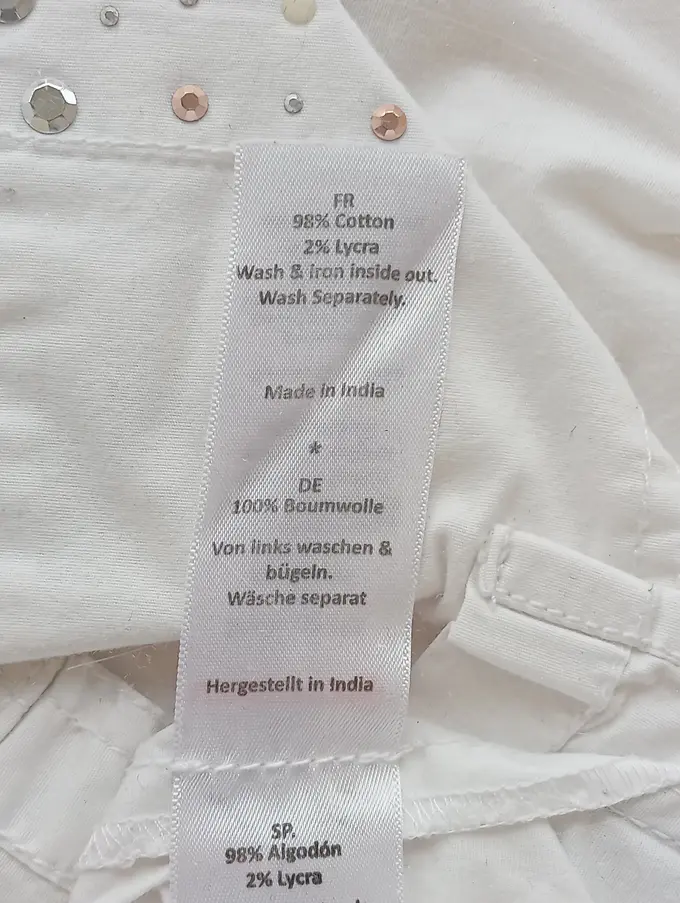 FR
98% Cotton
2% Lycra
Wash & iron inside out.
Wash Separately.
Made in India
*
DE
100% Boumwolle
Von links waschen &
bügeln.
Wäsche separat
Hergestellt in India
SP.
98% Algodón
2% Lycra